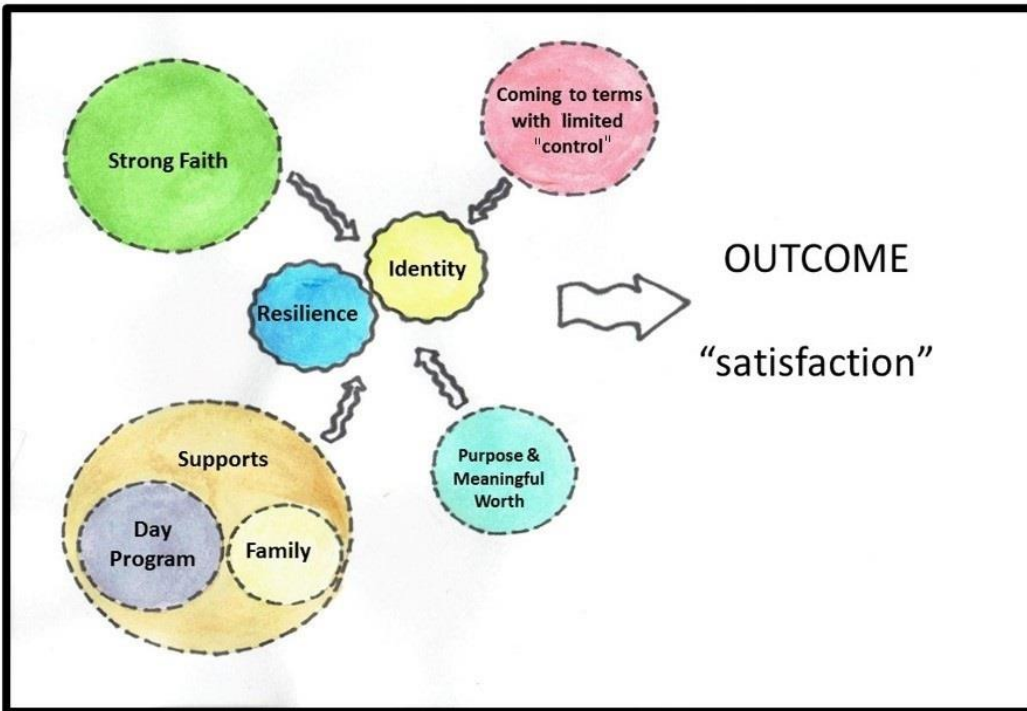 Strong Faith
Coming to terms
with limited
"control"
Identity
Resilience
OUTCOME
“satisfaction”
Supports
Day
Program
Family
Purpose &
Meaningful
Worth